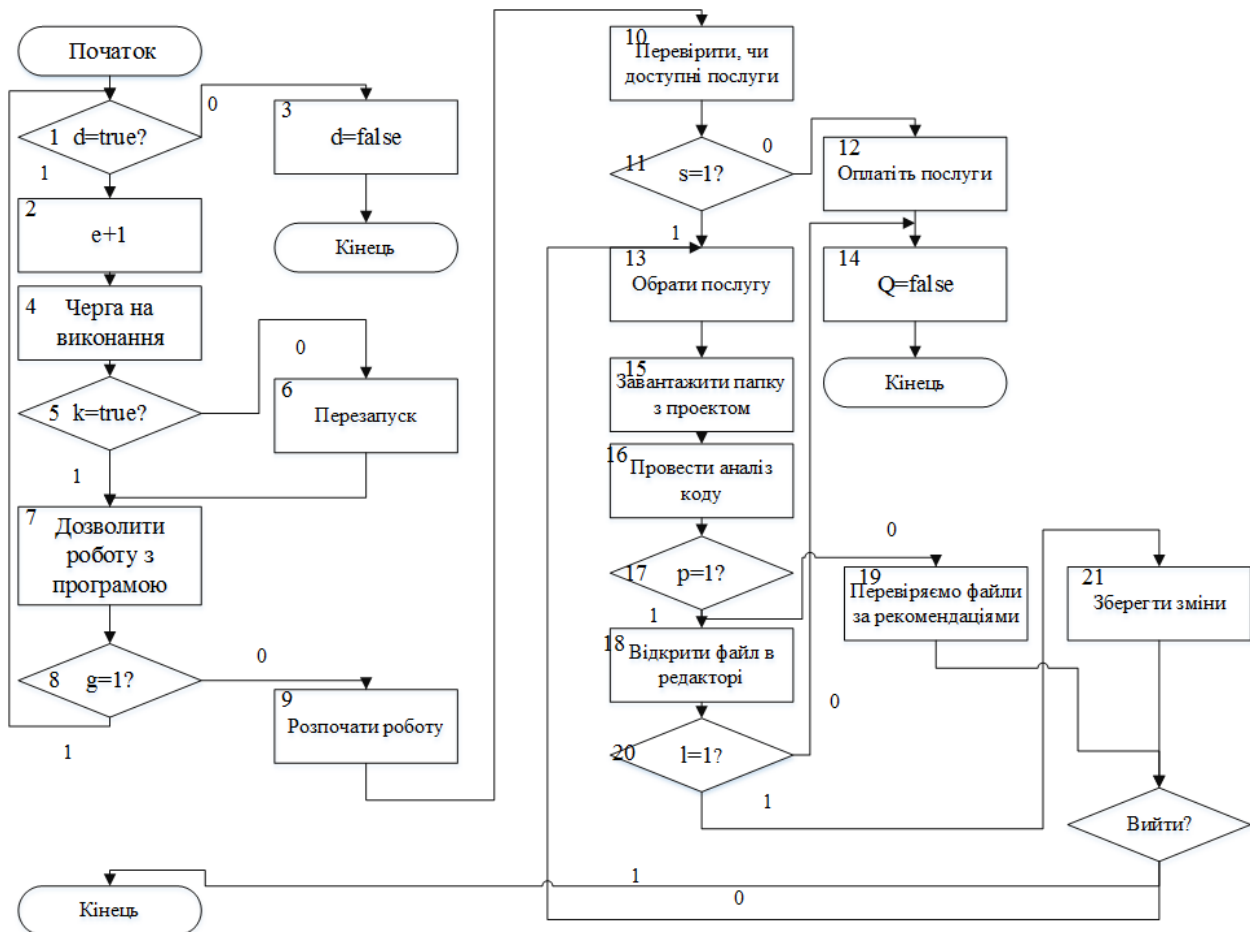 Початок
1 d=true?
0
1
3
d=false
Кінець
2
e+1
4
Черга на
виконання
5 k=true?
0
1
6
Перезапуск
7
Дозволити
роботу з
програмою
8 g=1?
0
1
9
Розпочати роботу
10
Перевірити, чи
доступні послуги
11 s=1?
0
1
12
Оплатіть послуги
13
Обрати послугу
14
Q=false
Кінець
15
Завантажити папку
з проектом
16
Провести аналіз
коду
17 p=1?
0
1
18
Відкрити файл в
редакторі
19
Перевіряємо файли
за рекомендаціями
20 l=1?
0
1
21
Зберегти зміни
Вийти?
1
0
Кінець